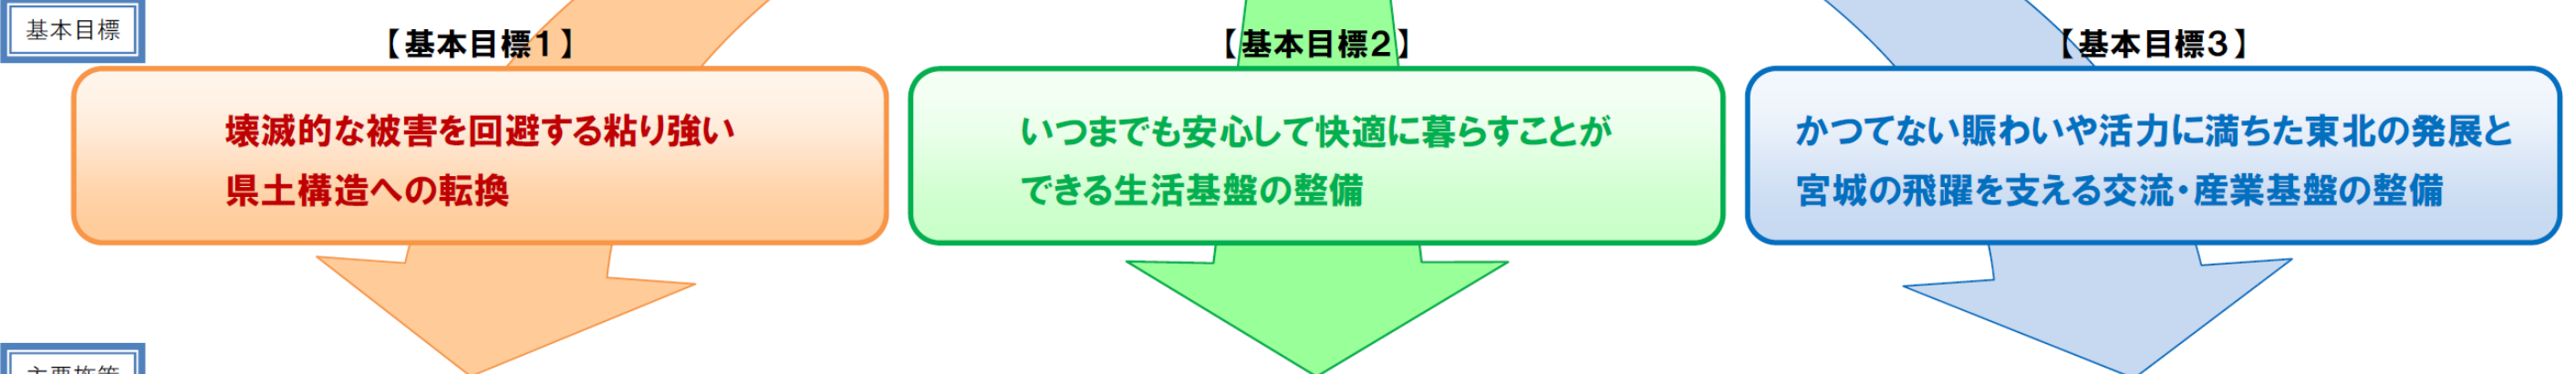 基本目標
【基本目標1】
壊滅的な被害を回避する粘り強い
県土構造への転換
【基本目標2】
いつまでも安心して快適に暮らすことが
できる生活基盤の整備
【基本目標3】
かつてない賑わいや活力に満ちた東北の発展と
宮城の飛躍を支える交流・産業基盤の整備
主要施策